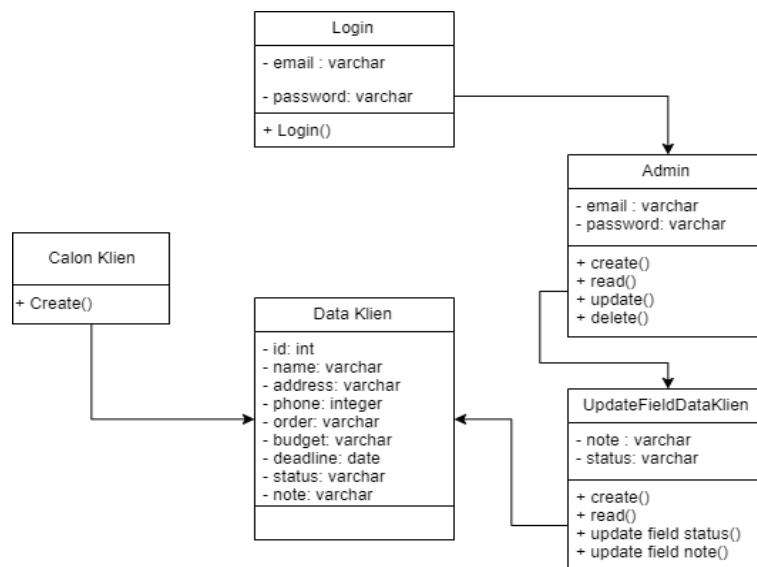 Login
- email : varchar
- password: varchar
+ Login()
Admin
- email : varchar
- password: varchar
+ create()
+ read()
+ update()
+ delete()
Calon Klien
+ Create()
Data Klien
- id: int
- name: varchar
- address: varchar
- phone: integer
- order: varchar
- budget: varchar
- deadline: date
- status: varchar
- note: varchar
UpdateFieldDataKlien
- note : varchar
- status: varchar
+ create()
+ read()
+ update field status()
+ update field note()